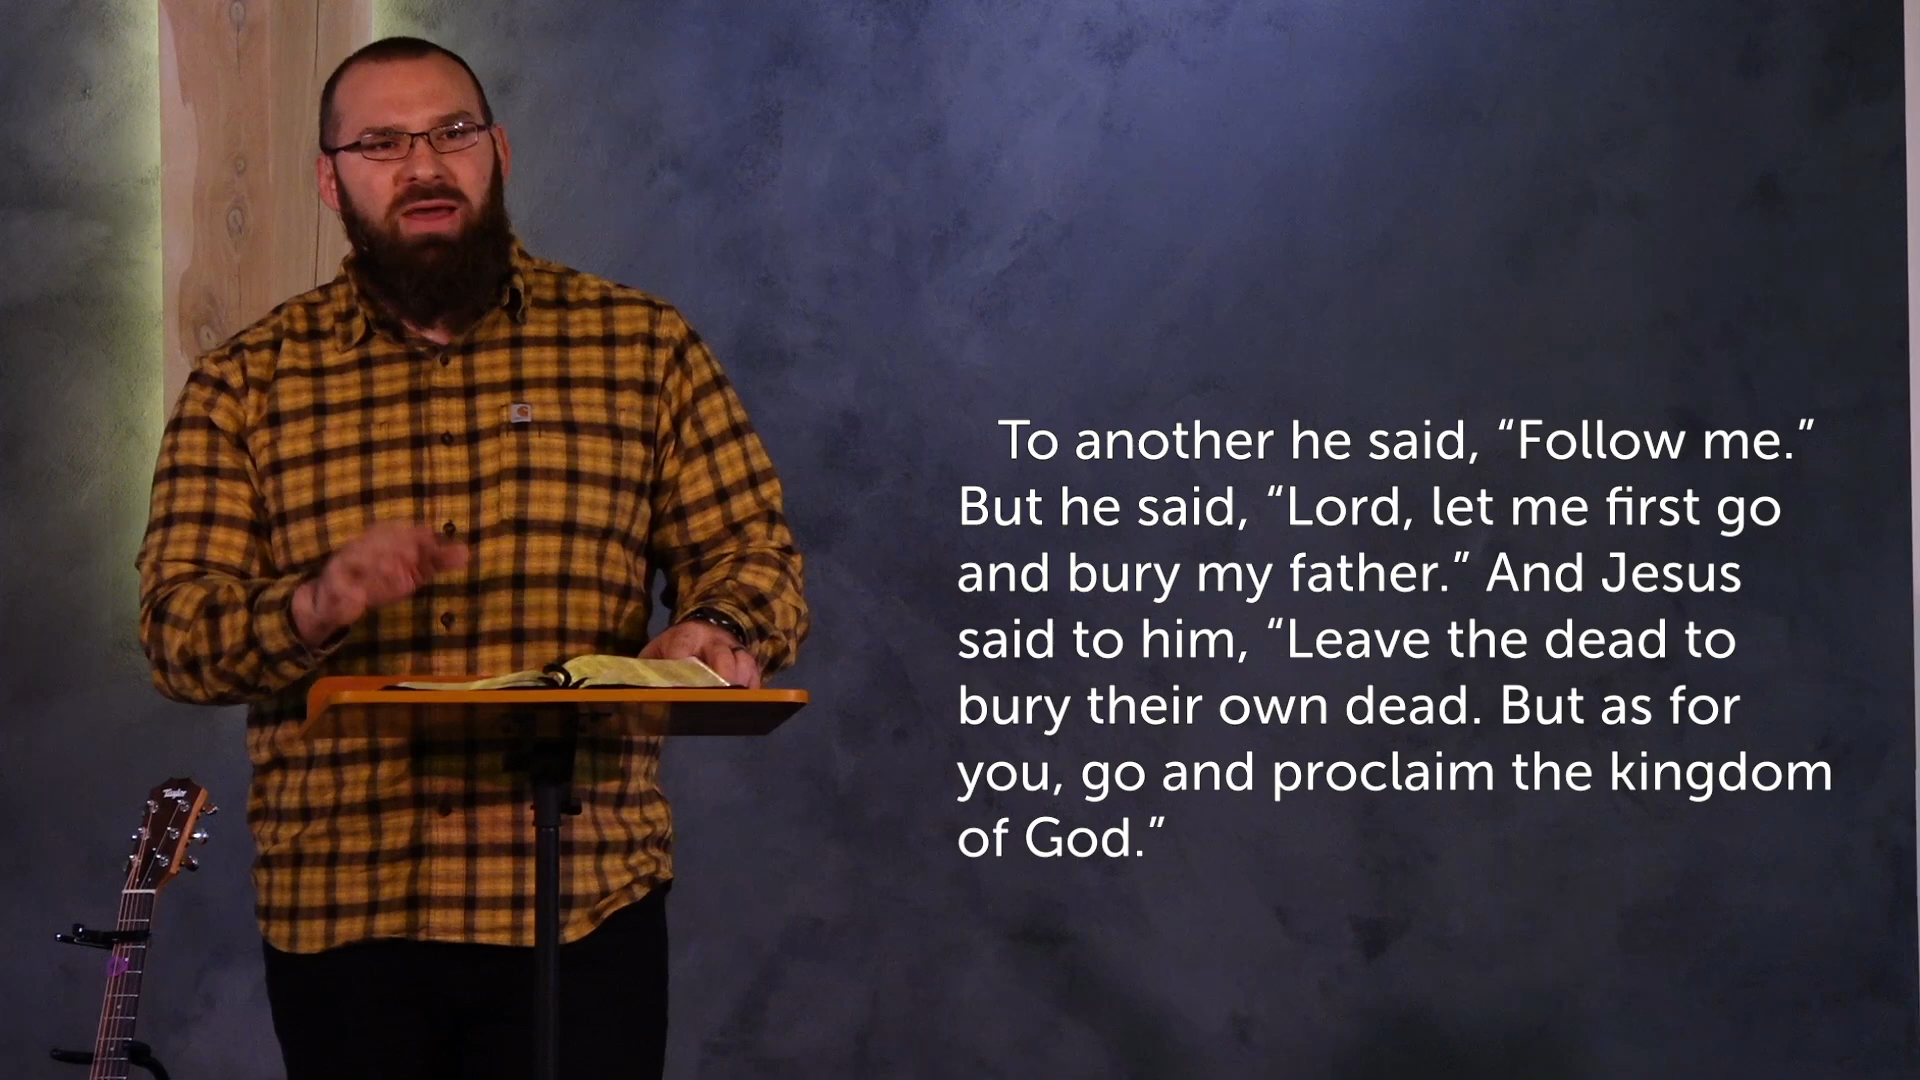 To another he said, “Follow me.”
But he said, “Lord, let me first go
and bury my father.” And Jesus
said to him, “Leave the dead to
bury their own dead. But as for
you, go and proclaim the kingdom
of God.”
Taylor